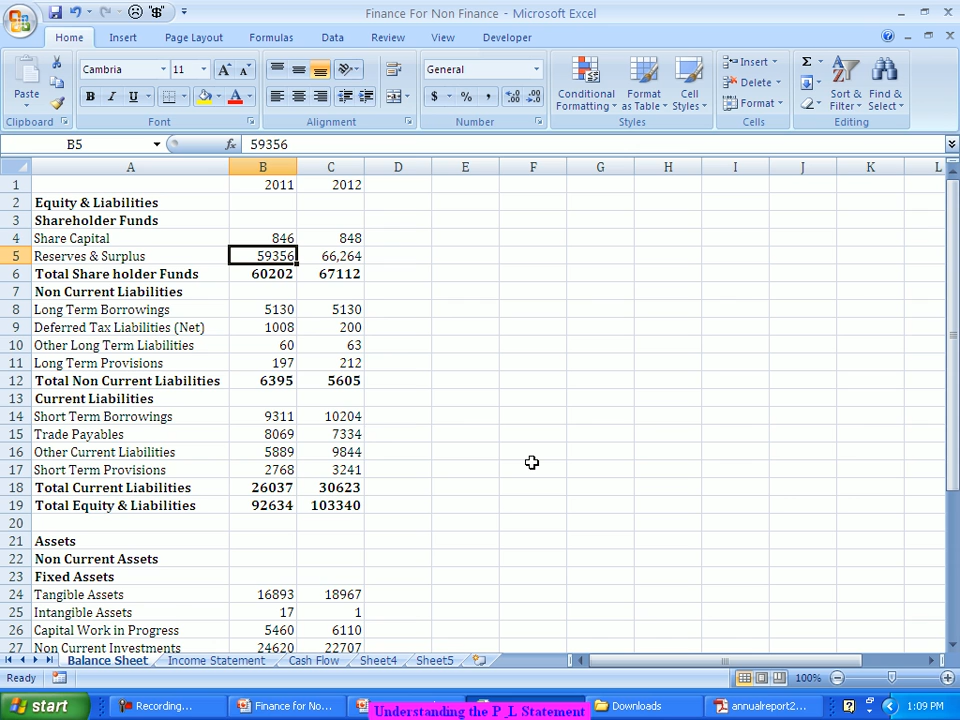 Finance For Non Finance - Microsoft Excel
Home Insert Page Layout Formulas Data Review View Developer
Paste
Cambria 11
B I U
General
$ % ,
Conditional Formatting
Format as Table
Cell Styles
Insert
Delete
Format
Sort & Filter
Find & Select
Clipboard Font Alignment Number Styles Cells Editing
B5 fx 59356
A B C D E F G H I J K L
1 2011 2012
2 Equity & Liabilities
3 Shareholder Funds
4 Share Capital 846 848
5 Reserves & Surplus 59356 66,264
6 Total Share holder Funds 60202 67112
7 Non Current Liabilities
8 Long Term Borrowings 5130 5130
9 Deferred Tax Liabilities (Net) 1008 200
10 Other Long Term Liabilities 60 63
11 Long Term Provisions 197 212
12 Total Non Current Liabilities 6395 5605
13 Current Liabilities
14 Short Term Borrowings 9311 10204
15 Trade Payables 8069 7334
16 Other Current Liabilities 5889 9844
17 Short Term Provisions 2768 3241
18 Total Current Liabilities 26037 30623
19 Total Equity & Liabilities 92634 103340
20
21 Assets
22 Non Current Assets
23 Fixed Assets
24 Tangible Assets 16893 18967
25 Intangible Assets 17 1
26 Capital Work in Progress 5460 6110
27 Non Current Investments 24620 22707
Balance Sheet Income Statement Cash Flow Sheet4 Sheet5
Ready 100%
start Recording... Finance for No... Downloads annualreport2... 1:09 PM
Understanding the P_L Statement